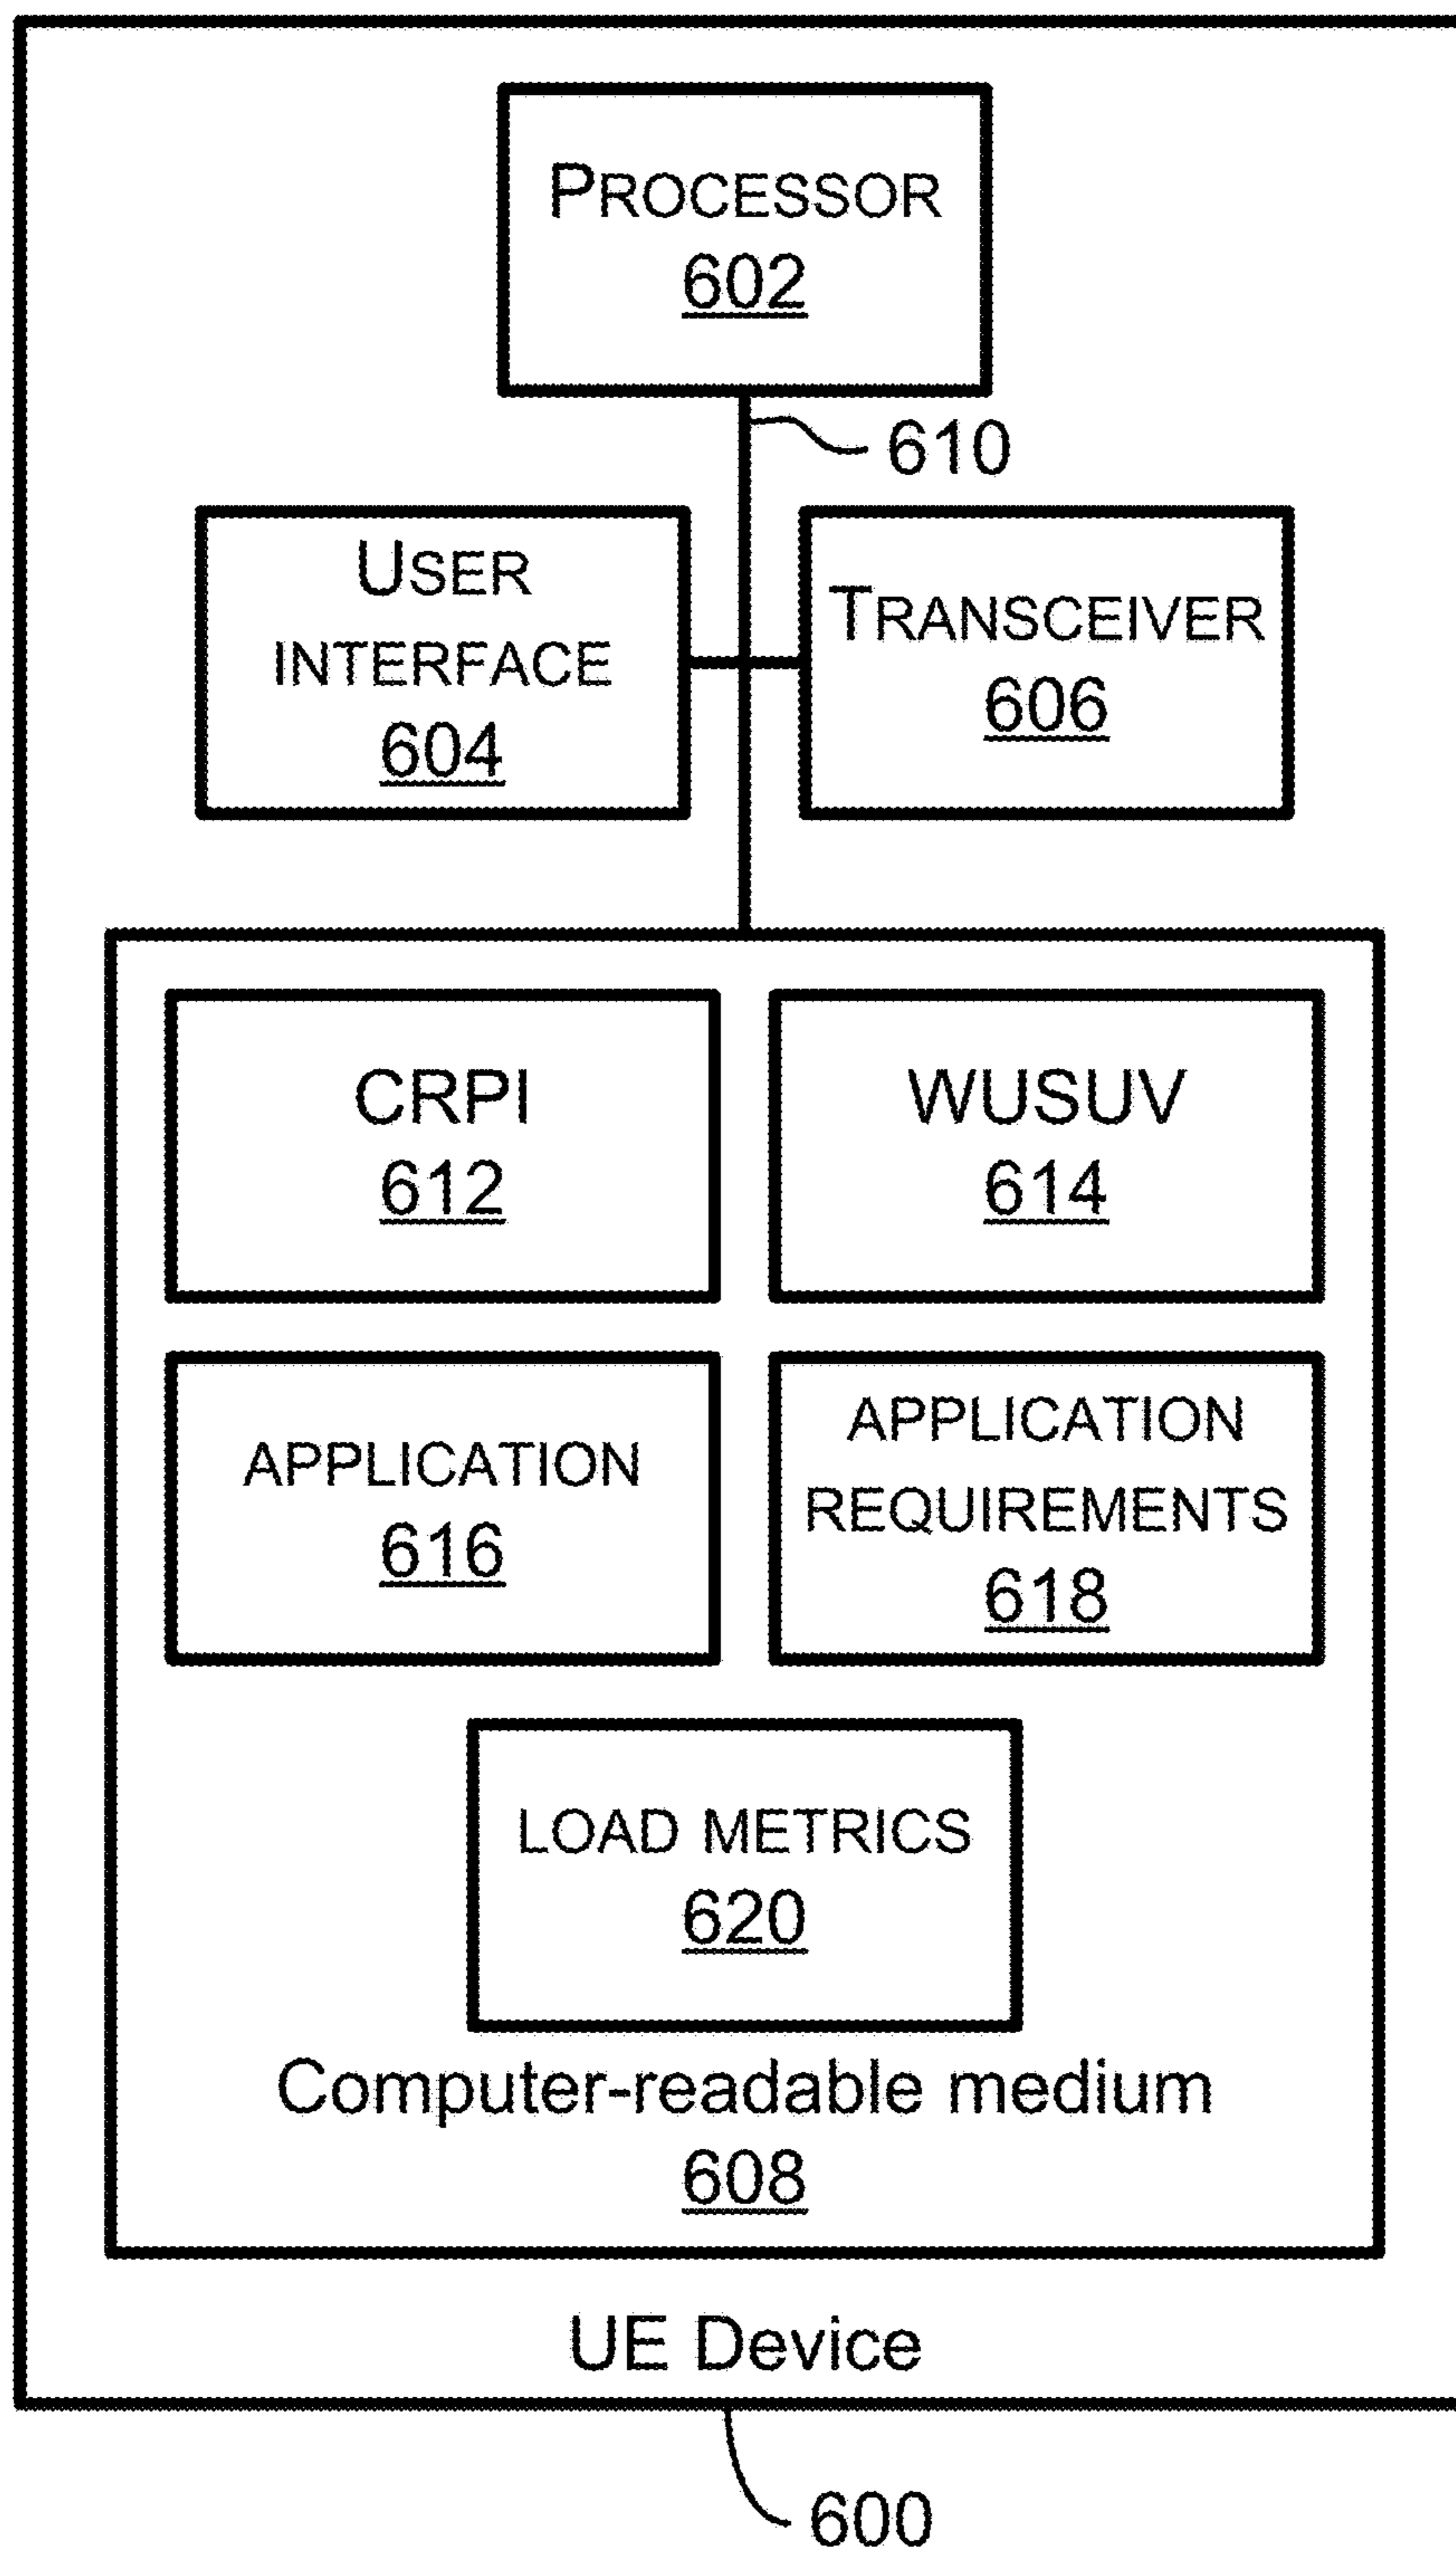 PROCESSOR
602
610
USER
INTERFACE
604
TRANSCEIVER
606
CRPI
612
WUSUV
614
APPLICATION
616
APPLICATION
REQUIREMENTS
618
LOAD METRICS
620
Computer-readable medium
608
UE Device
600